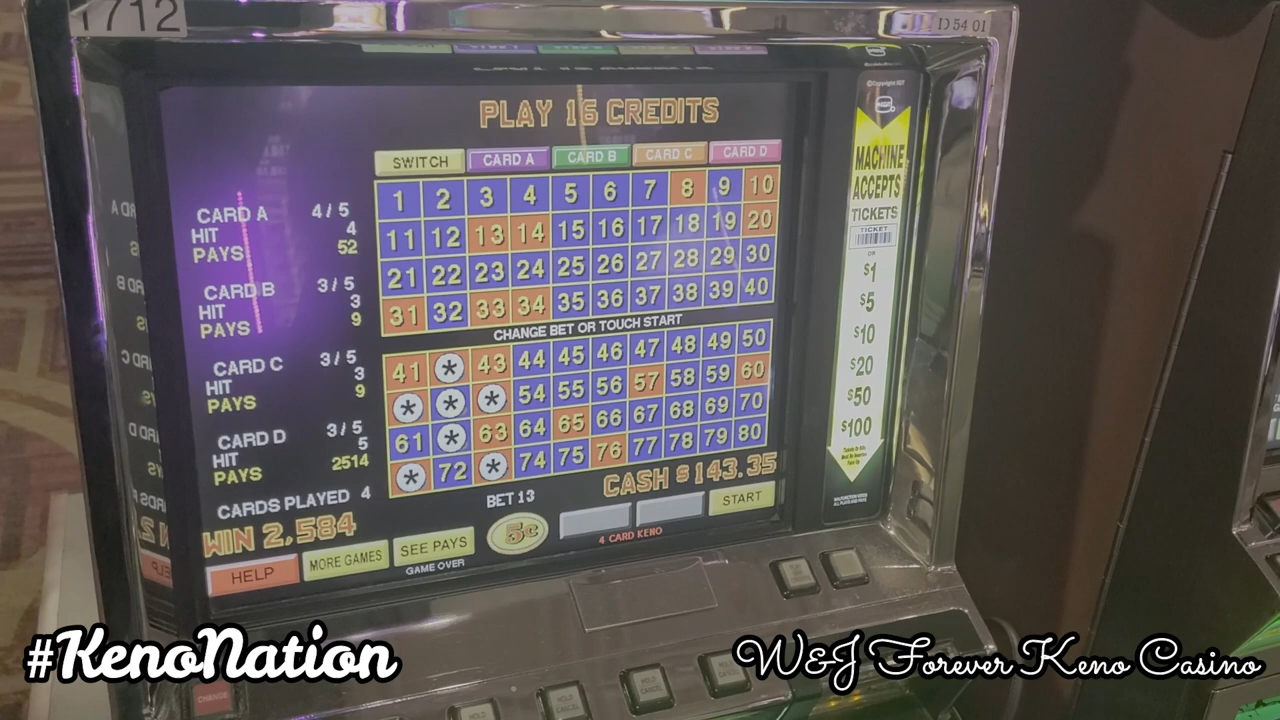 1712
D 54 01
PLAY 16 CREDITS
SWITCH CARD A CARD B CARD C CARD D
1 2 3 4 5 6 7 8 9 10
11 12 13 14 15 16 17 18 19 20
21 22 23 24 25 26 27 28 29 30
31 32 33 34 35 36 37 38 39 40
CHANGE BET OR TOUCH START
41 * 43 44 45 46 47 48 49 50
* * * 54 55 56 57 58 59 60
61 * 63 64 65 66 67 68 69 70
* 72 * 74 75 76 77 78 79 80
CARD A 4/5
HIT 4
PAYS 52
CARD B 3/5
HIT 3
PAYS 9
CARD C 3/5
HIT 3
PAYS 9
CARD D 3/5
HIT 5
PAYS 2514
CARDS PLAYED 4
WIN 2,584
BET 13
CASH $143.35
HELP
MORE GAMES
SEE PAYS
GAME OVER
5¢
4 CARD KENO
START
MACHINE
ACCEPTS
TICKETS
TICKET
OR
$1
$5
$10
$20
$50
$100
CHANGE
HOLD
CANCEL
HOLD
CANCEL
#KenoNation
W&J Forever Keno Casino